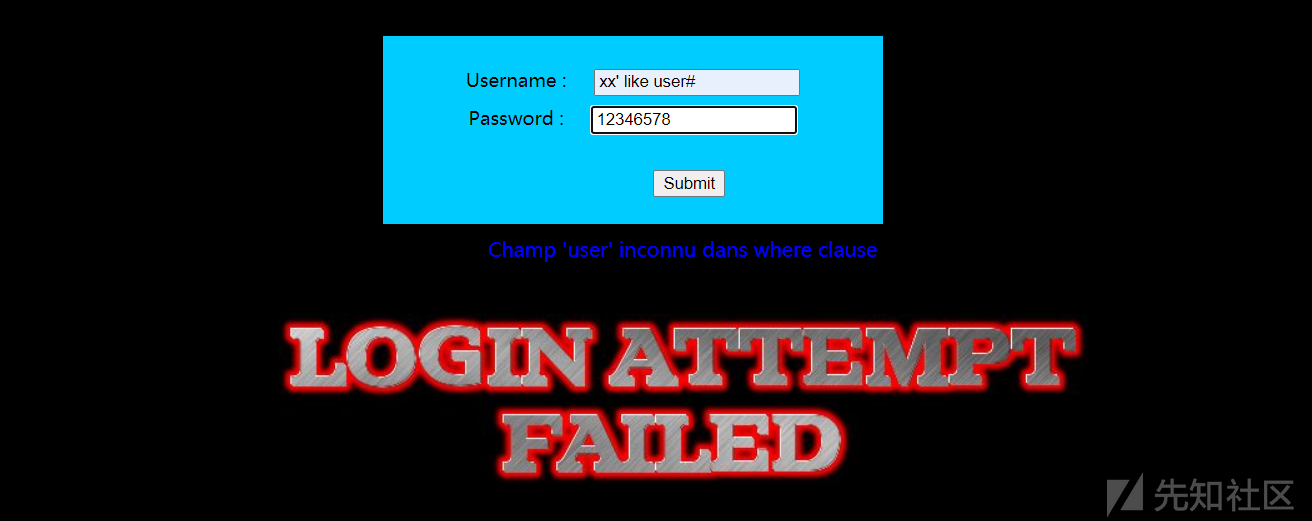 Username : xx' like user#
Password : 12346578
Submit
Champ 'user' inconnu dans where clause
LOGIN ATTEMPT
FAILED
先知社区